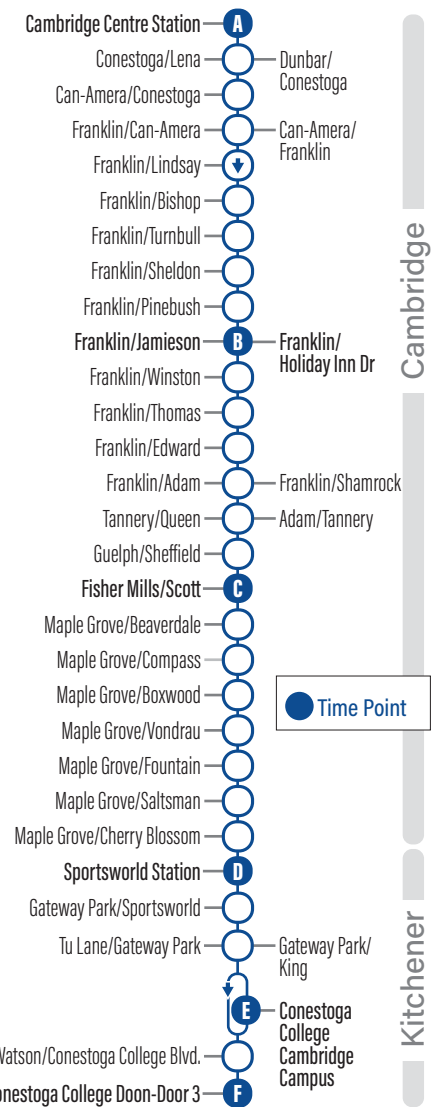 Cambridge Centre Station
A
Conestoga/Lena
Dunbar/
Conestoga
Can-Amera/Conestoga
Franklin/Can-Amera
Can-Amera/
Franklin
Franklin/Lindsay
Franklin/Bishop
Franklin/Turnbull
Franklin/Sheldon
Franklin/Pinebush
Franklin/Jamieson
B
Franklin/
Holiday Inn Dr
Franklin/Winston
Franklin/Thomas
Franklin/Edward
Franklin/Adam
Franklin/Shamrock
Tannery/Queen
Adam/Tannery
Guelph/Sheffield
Fisher Mills/Scott
C
Maple Grove/Beaverdale
Maple Grove/Compass
Maple Grove/Boxwood
Maple Grove/Vondrau
Maple Grove/Fountain
Maple Grove/Saltsman
Maple Grove/Cherry Blossom
Sportsworld Station
D
Gateway Park/Sportsworld
Tu Lane/Gateway Park
Gateway Park/
King
E
Conestoga
College
Cambridge
Campus
Watson/Conestoga College Blvd.
onestoga College Doon-Door 3
F
Time Point
Cambridge
Kitchener